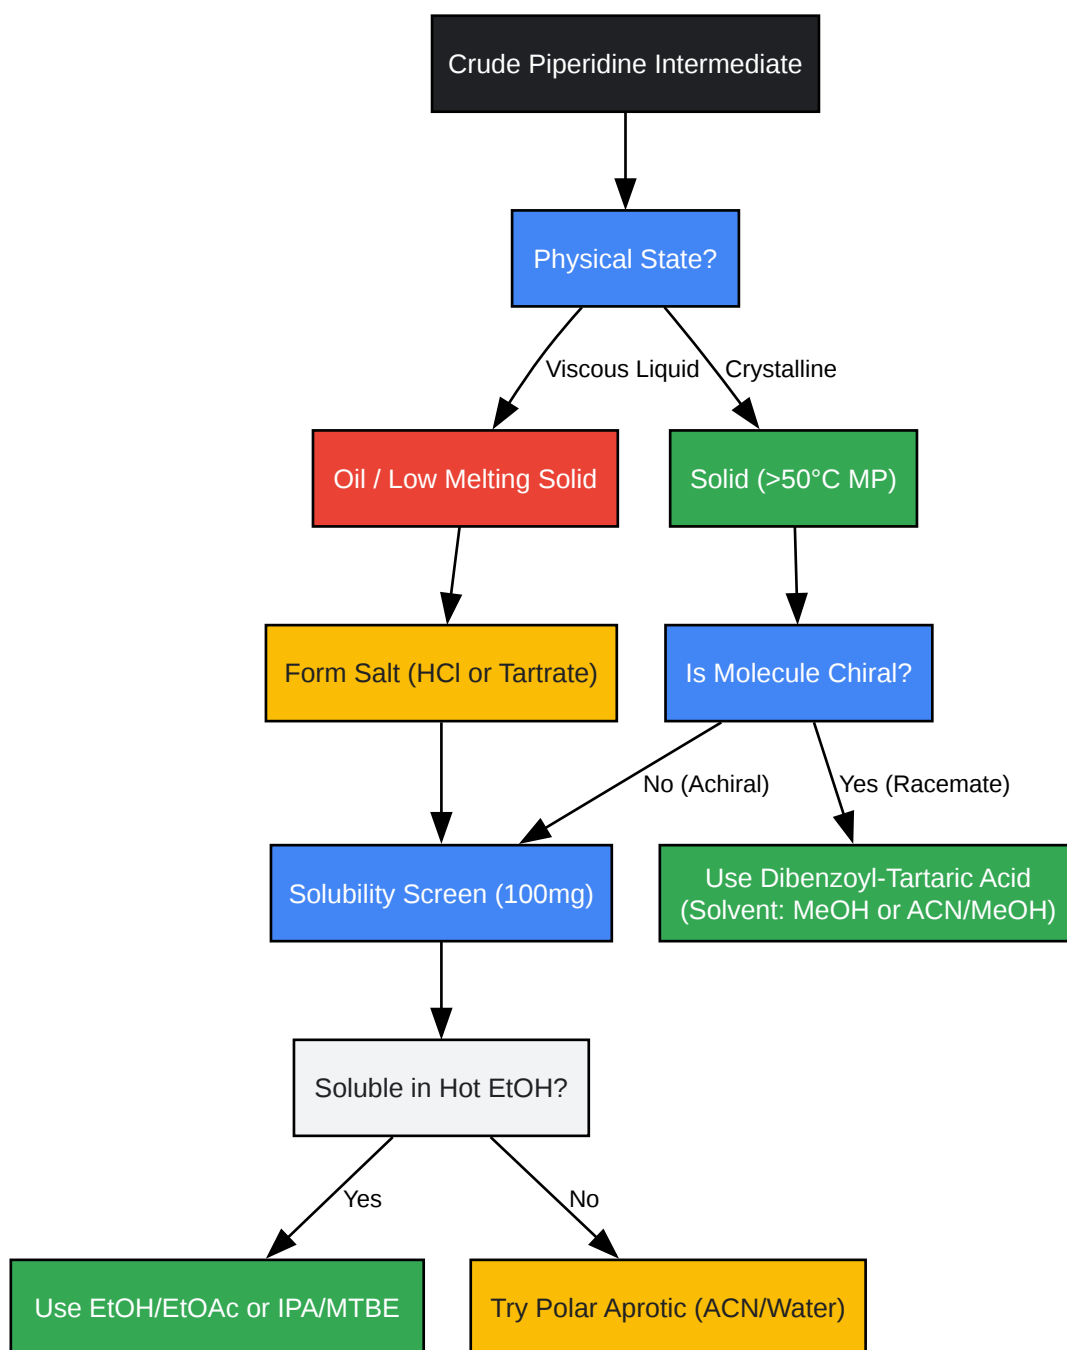 Crude Piperidine Intermediate
Physical State?
Viscous Liquid
Crystalline
Oil / Low Melting Solid
Solid (>50°C MP)
Form Salt (HCl or Tartrate)
Is Molecule Chiral?
No (Achiral)
Yes (Racemate)
Solubility Screen (100mg)
Use Dibenzoyl-Tartaric Acid
(Solvent: MeOH or ACN/MeOH)
Soluble in Hot EtOH?
Yes
No
Use EtOH/EtOAc or IPA/MTBE
Try Polar Aprotic (ACN/Water)